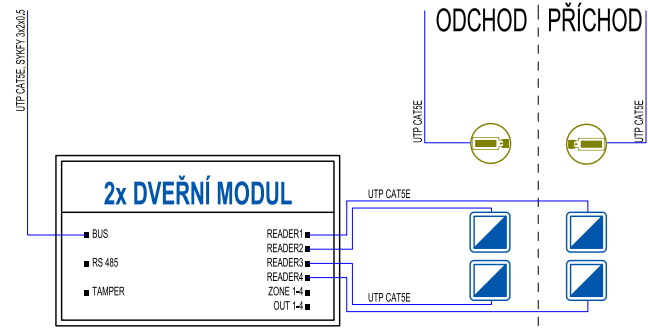 ODCHOD
PŘÍCHOD
UTP CAT5E, SYKFY 3x2x0.5
UTP CAT5E
UTP CAT5E
2x DVEŘNÍ MODUL
UTP CAT5E
BUS
READER1
READER2
RS 485
READER3
READER4
TAMPER
ZONE 1-4
UTP CAT5E
OUT 1-4